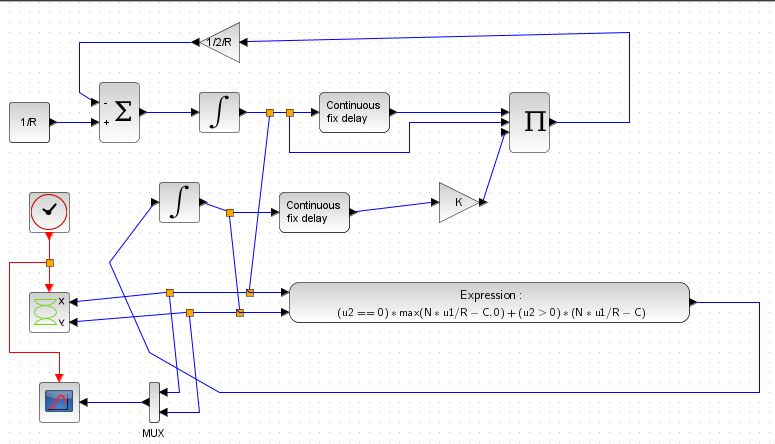 1/2/R
-
Σ
+
1/R
∫
Continuous
fix delay
Π
∫
Continuous
fix delay
K
X
Y
Expression :
(u2 == 0) ∗ max(N ∗ u1/R − C, 0) + (u2 > 0) ∗ (N ∗ u1/R − C)
MUX